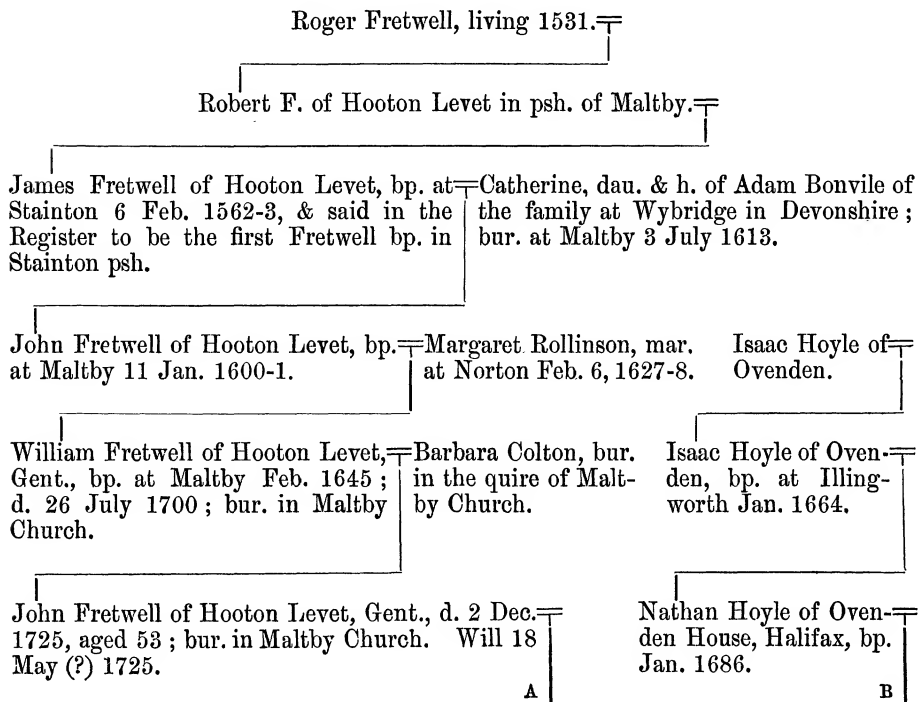 Roger Fretwell, living 1531.
Robert F. of Hooton Levet in psh. of Maltby.
James Fretwell of Hooton Levet, bp. at
Stainton 6 Feb. 1562-3, & said in the
Register to be the first Fretwell bp. in
Stainton psh.
Catherine, dau. & h. of Adam Bonvile of
the family at Wybridge in Devonshire ;
bur. at Maltby 3 July 1613.
John Fretwell of Hooton Levet, bp.
at Maltby 11 Jan. 1600-1.
Margaret Rollinson, mar.
at Norton Feb. 6, 1627-8.
Isaac Hoyle of
Ovenden.
William Fretwell of Hooton Levet,
Gent., bp. at Maltby Feb. 1645 ;
d. 26 July 1700 ; bur. in Maltby
Church.
Barbara Colton, bur.
in the quire of Malt-
by Church.
Isaac Hoyle of Oven-
den, bp. at Illing-
worth Jan. 1664.
John Fretwell of Hooton Levet, Gent., d. 2 Dec.
1725, aged 53 ; bur. in Maltby Church. Will 18
May (?) 1725.
A
Nathan Hoyle of Oven-
den House, Halifax, bp.
Jan. 1686.
B